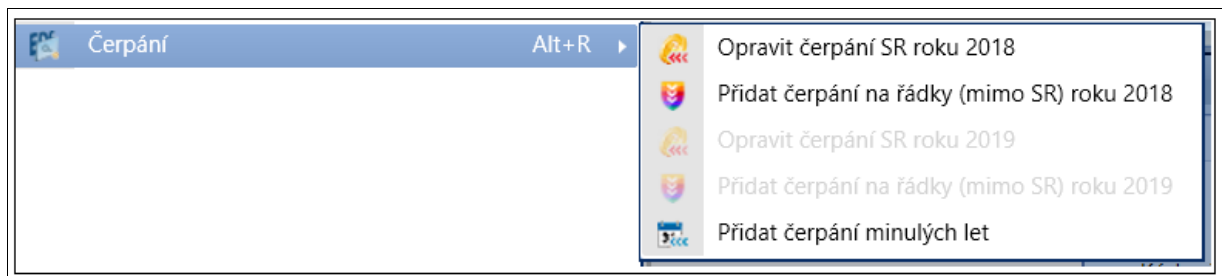 Čerpání Alt+R
Opravit čerpání SR roku 2018
Přidat čerpání na řádky (mimo SR) roku 2018
Opravit čerpání SR roku 2019
Přidat čerpání na řádky (mimo SR) roku 2019
Přidat čerpání minulých let